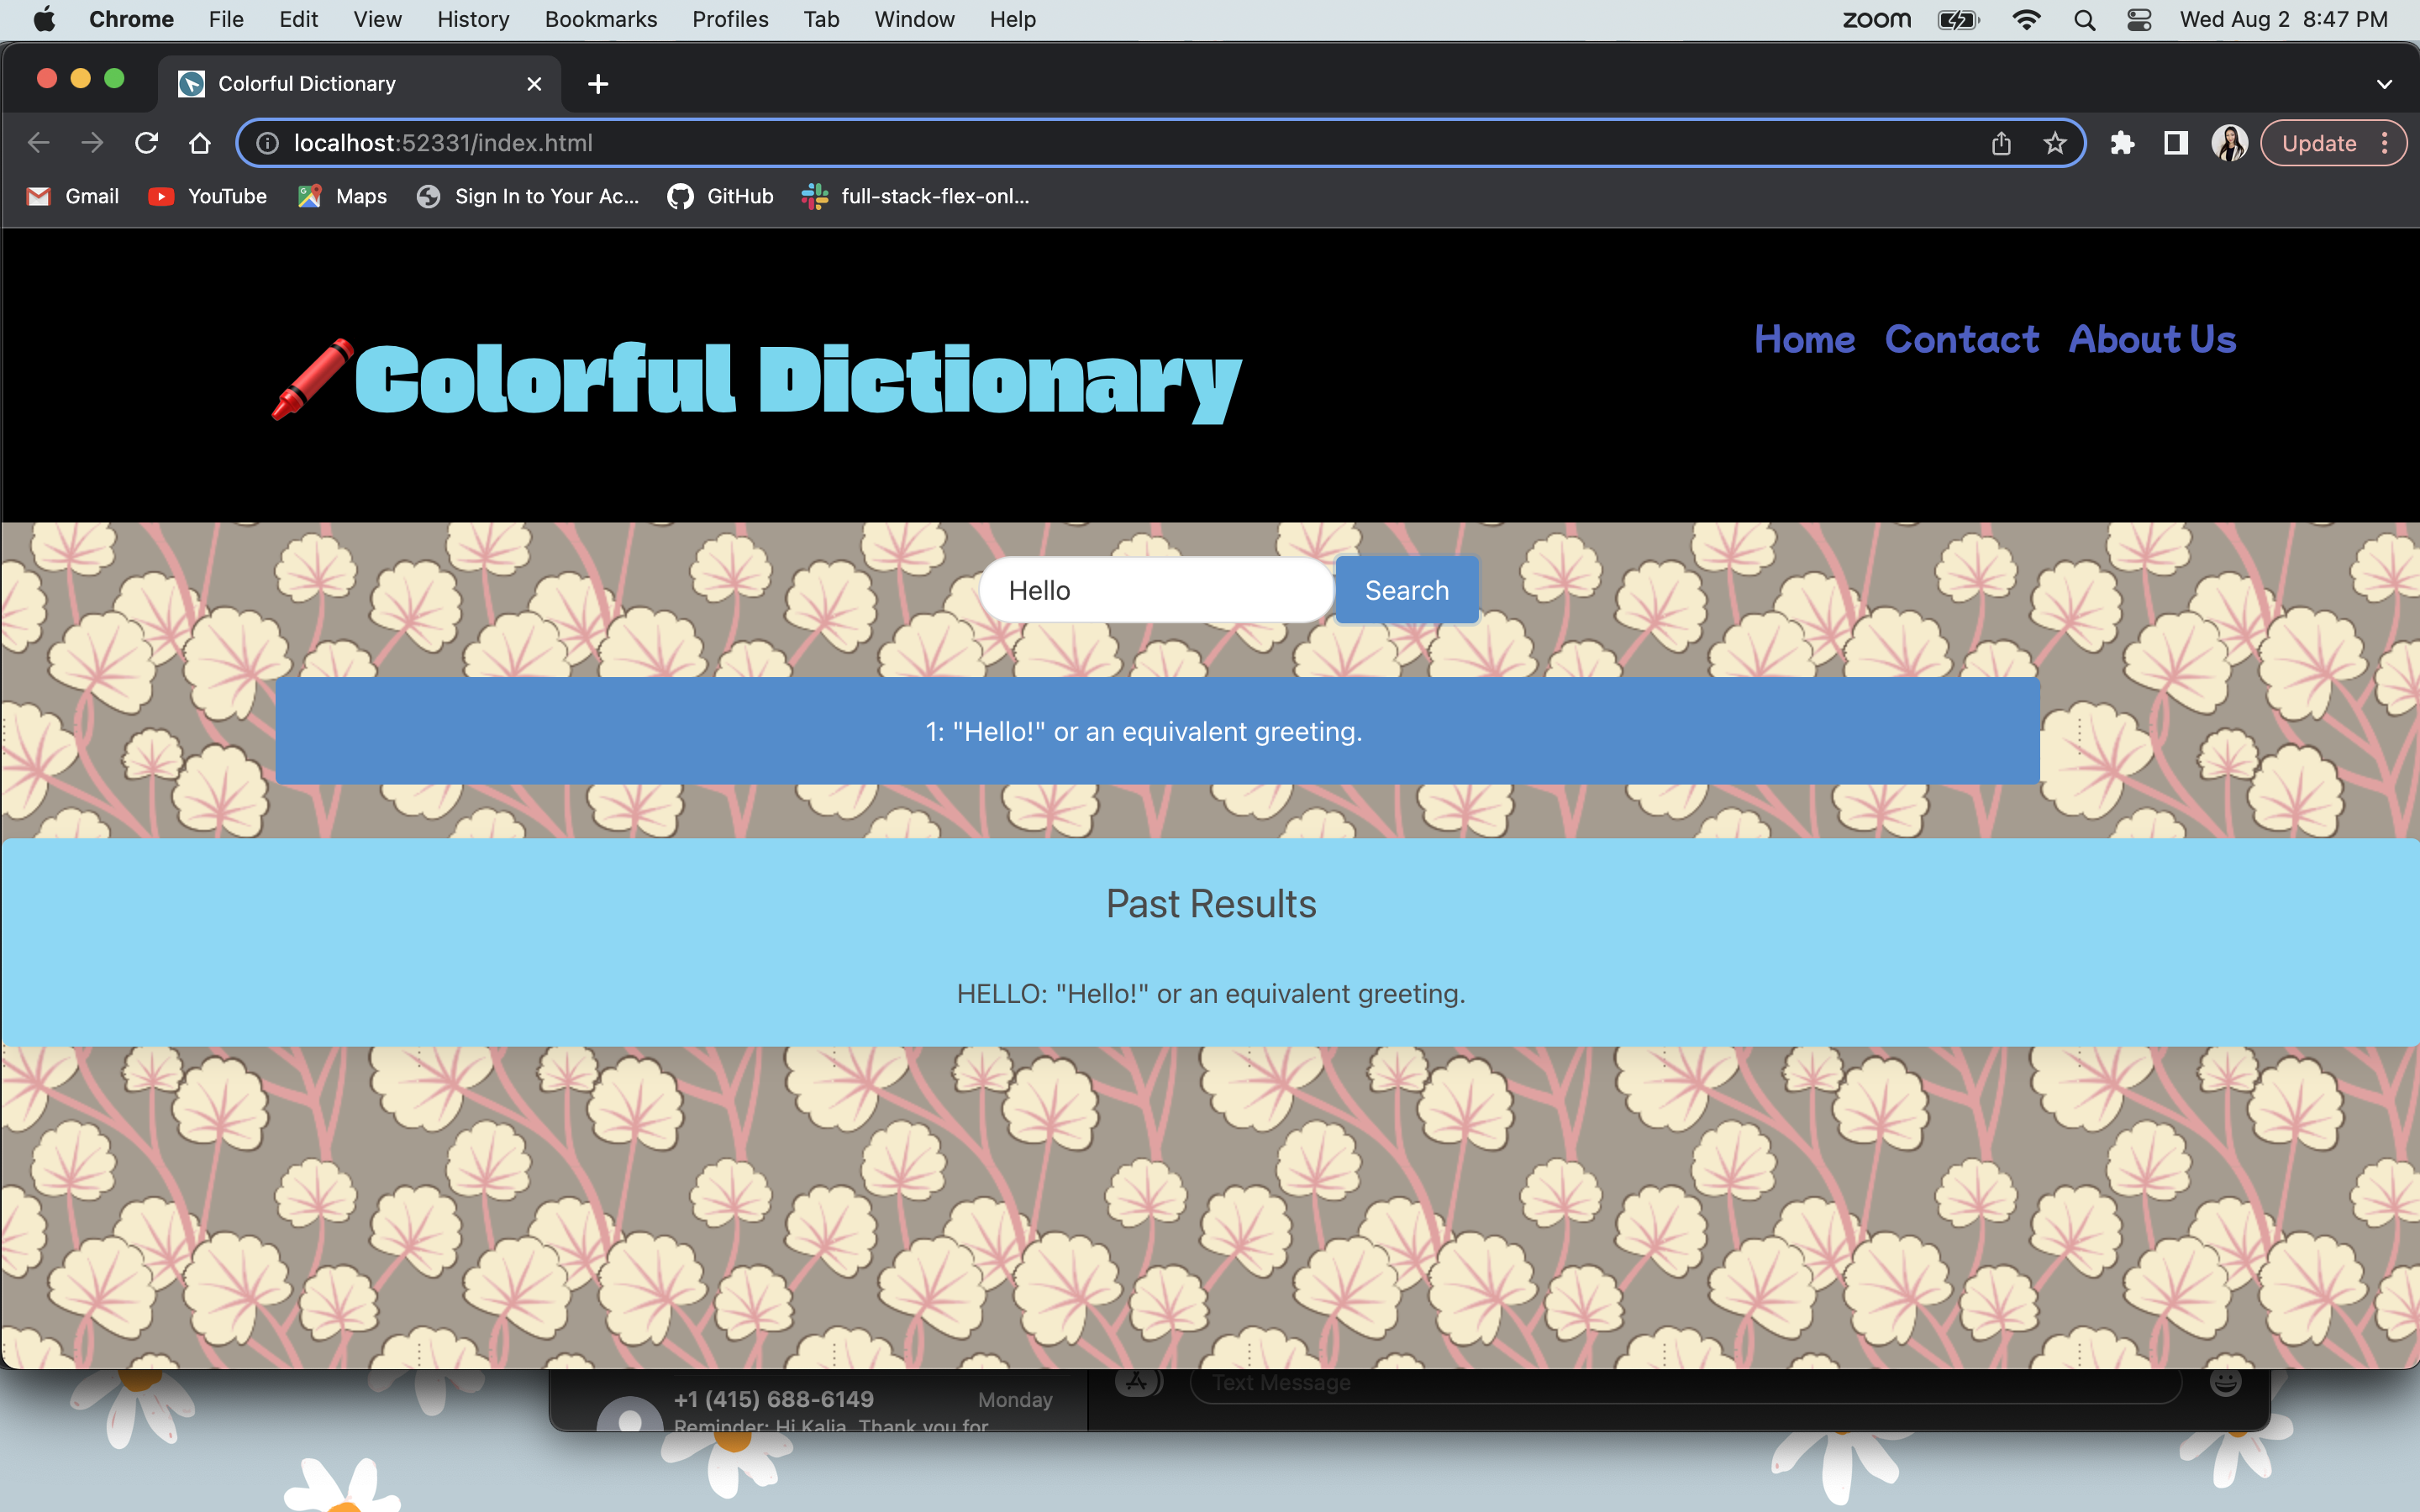 Chrome File Edit View History Bookmarks Profiles Tab Window Help zoom Wed Aug 2 8:47 PM
Colorful Dictionary
localhost:52331/index.html Update
Gmail YouTube Maps Sign In to Your Ac... GitHub full-stack-flex-onl...
Colorful Dictionary
Home Contact About Us
Hello Search
1: "Hello!" or an equivalent greeting.
Past Results
HELLO: "Hello!" or an equivalent greeting.
+1 (415) 688-6149 Monday Text Message
Reminder: Hi Kalia, Thank you for